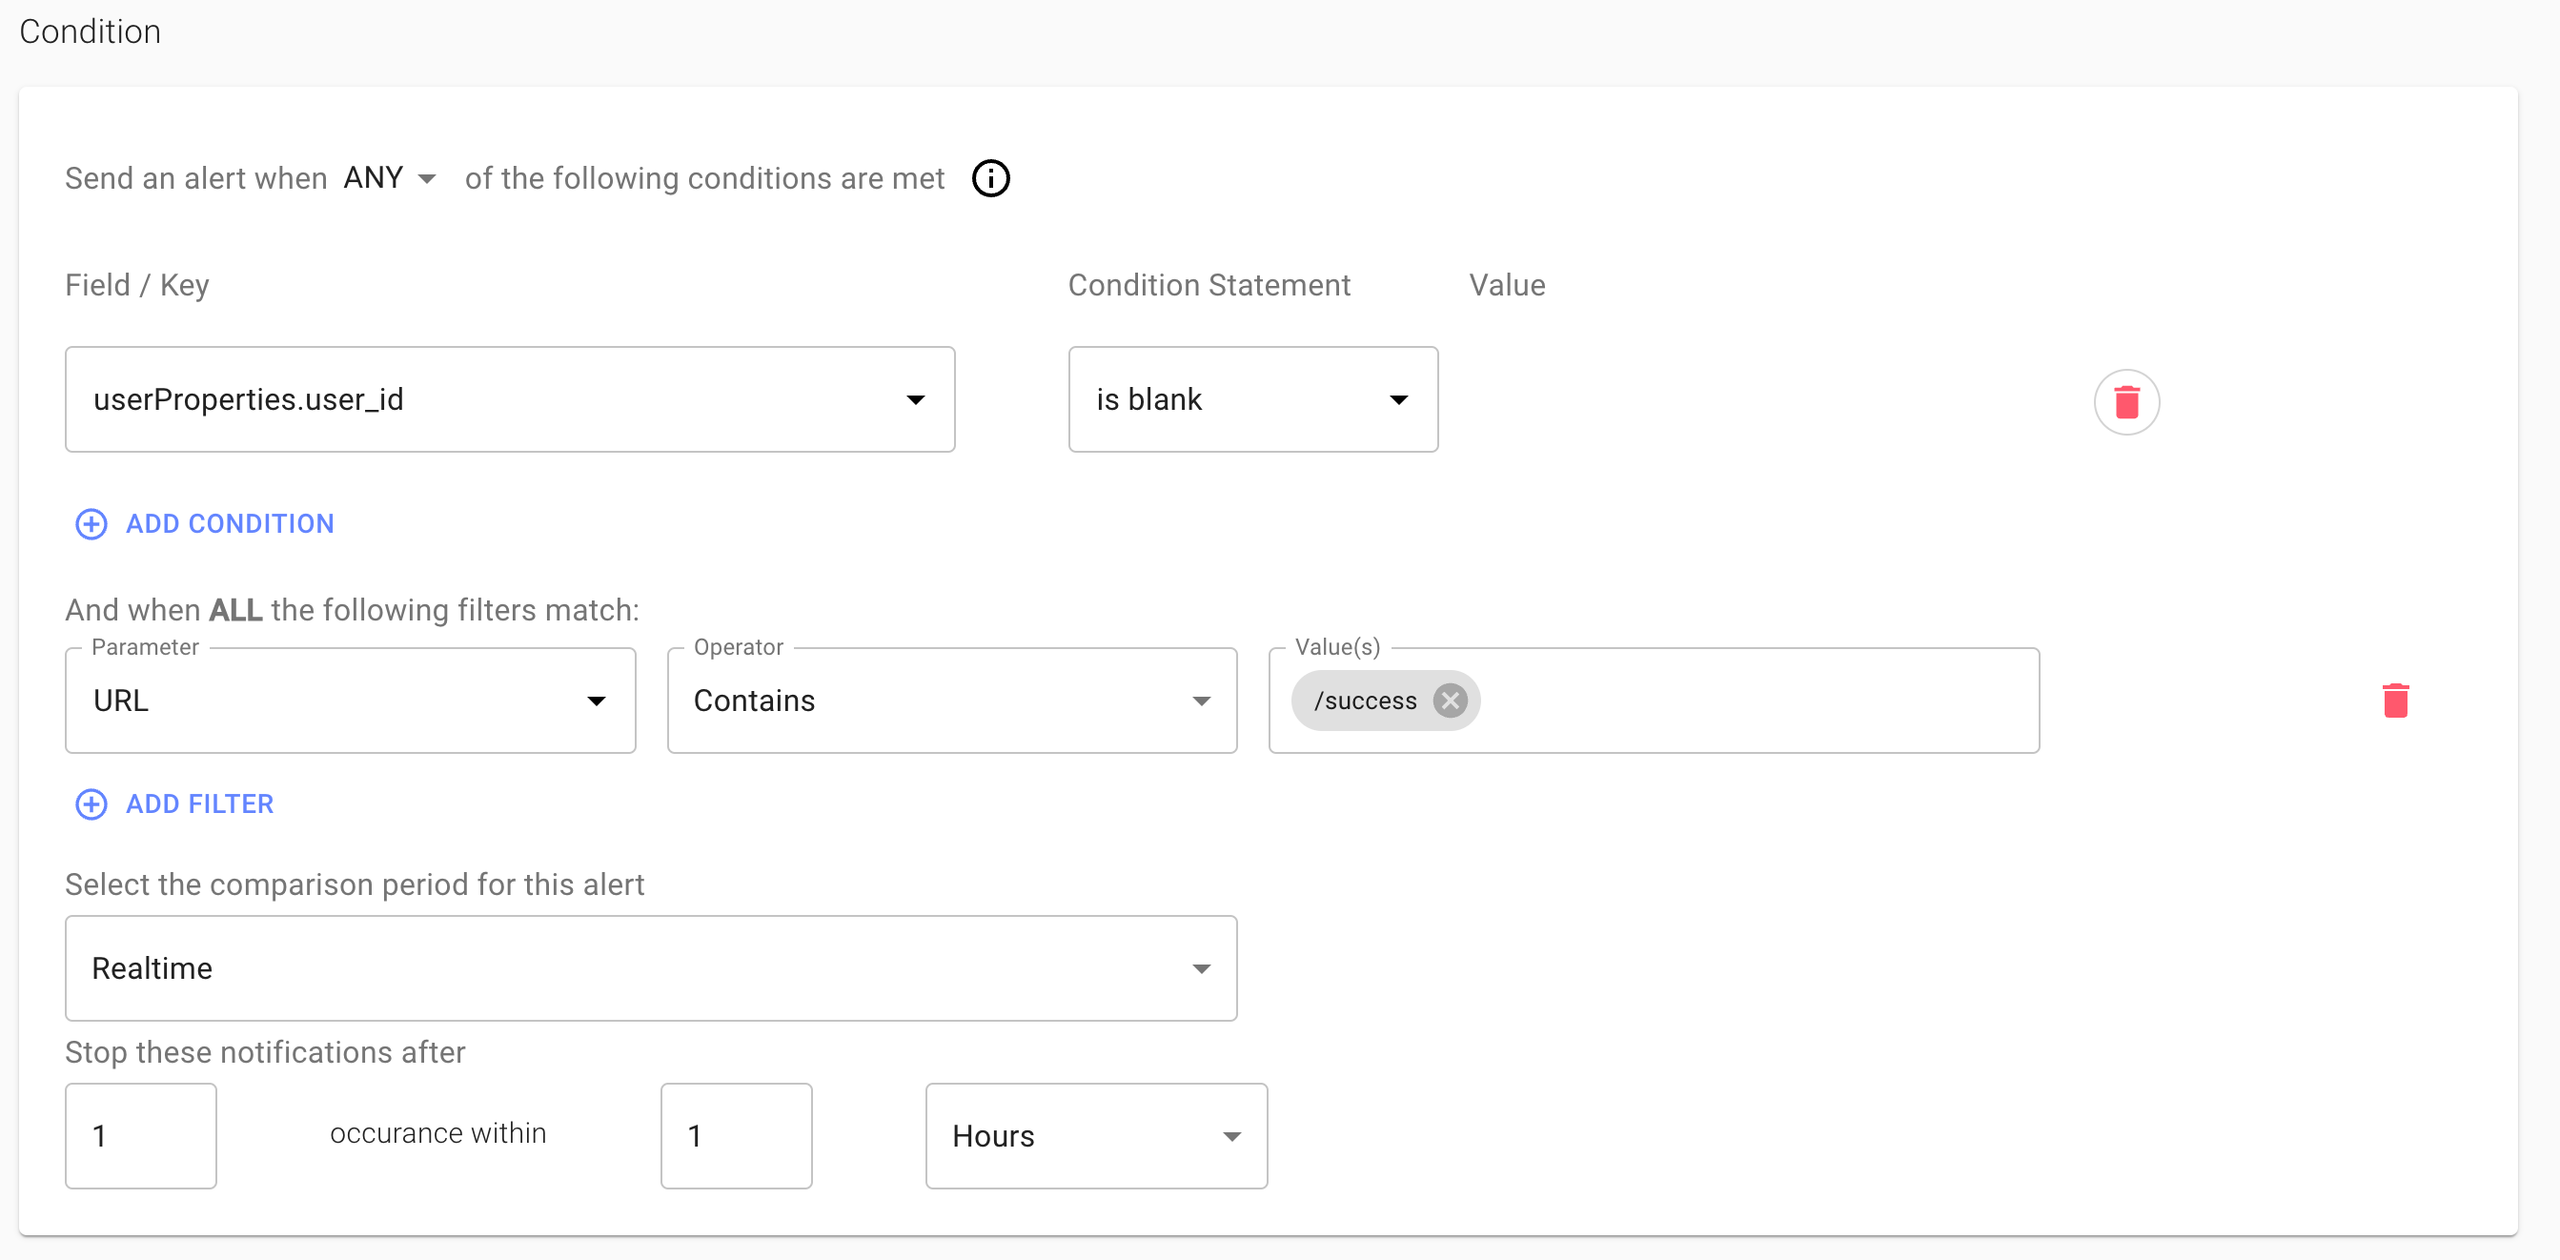 Condition
Send an alert when ANY of the following conditions are met
Field / Key Condition Statement Value
userProperties.user_id is blank
ADD CONDITION
And when ALL the following filters match:
Parameter Operator Value(s)
URL Contains /success
ADD FILTER
Select the comparison period for this alert
Realtime
Stop these notifications after
1 occurance within 1 Hours